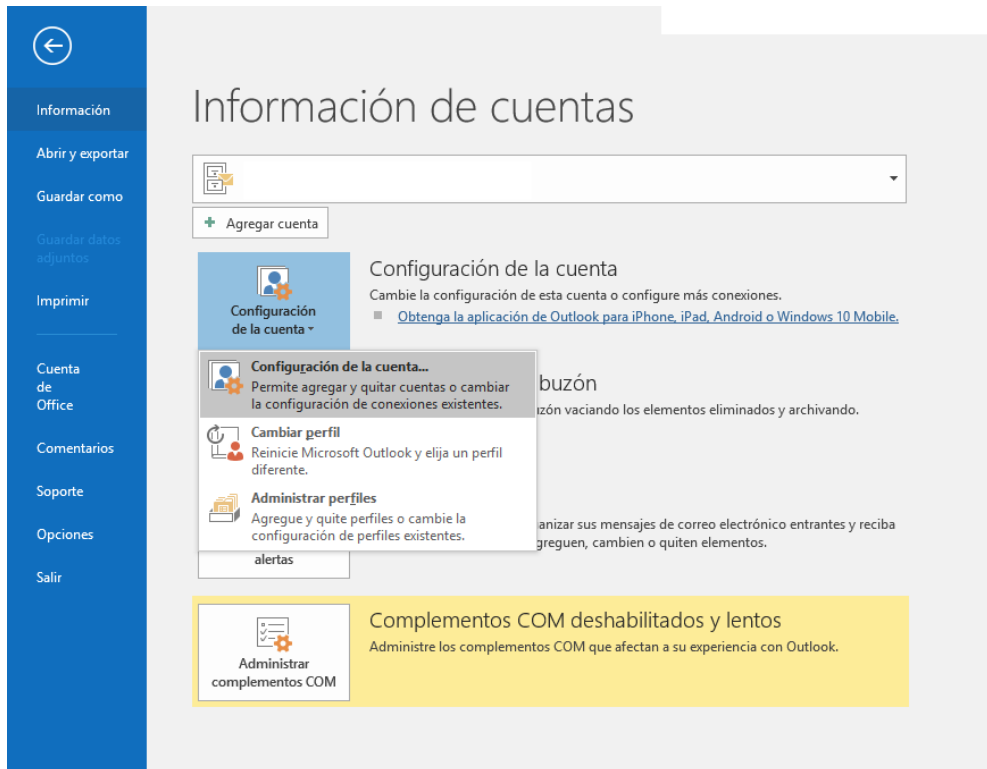 Información
Abrir y exportar
Guardar como
Guardar datos
adjuntos
Imprimir
Cuenta
de
Office
Comentarios
Soporte
Opciones
Salir
Información de cuentas
Agregar cuenta
Configuración
de la cuenta
Configuración de la cuenta
Cambie la configuración de esta cuenta o configure más conexiones.
Obtenga la aplicación de Outlook para iPhone, iPad, Android o Windows 10 Mobile.
Configuración de la cuenta...
Permite agregar y quitar cuentas o cambiar
la configuración de conexiones existentes.
Cambiar perfil
Reinicie Microsoft Outlook y elija un perfil
diferente.
Administrar perfiles
Agregue y quite perfiles o cambie la
configuración de perfiles existentes.
buzón
vaciando los elementos eliminados y archivando.
sus mensajes de correo electrónico entrantes y reciba
cambien o quiten elementos.
alertas
Administrar
complementos COM
Complementos COM deshabilitados y lentos
Administre los complementos COM que afectan a su experiencia con Outlook.